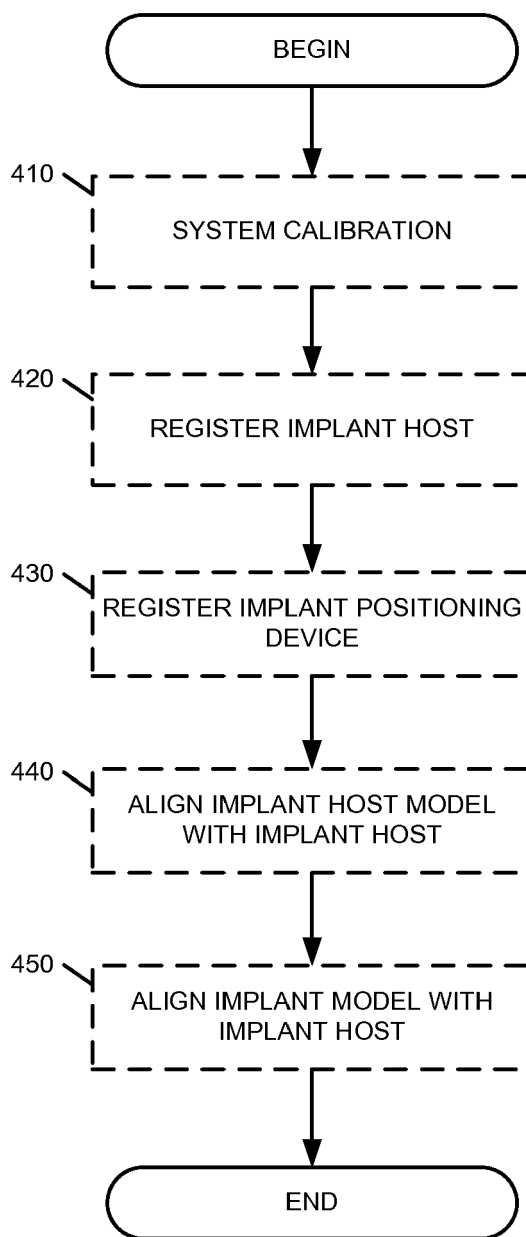 BEGIN
410
SYSTEM CALIBRATION
420
REGISTER IMPLANT HOST
430
REGISTER IMPLANT POSITIONING
DEVICE
440
ALIGN IMPLANT HOST MODEL
WITH IMPLANT HOST
450
ALIGN IMPLANT MODEL WITH
IMPLANT HOST
END